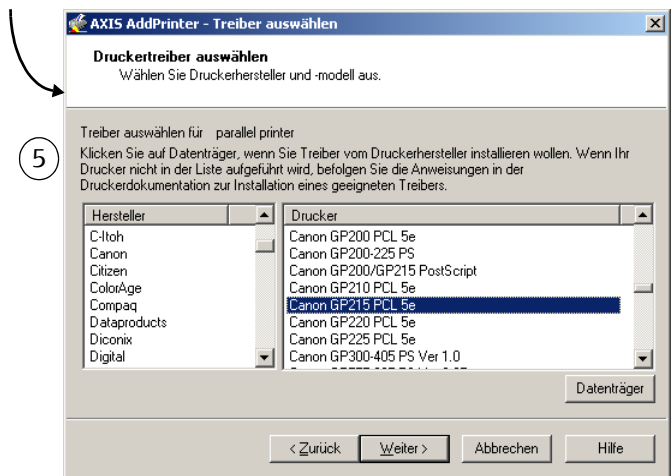 AXIS AddPrinter - Treiber auswählen
Druckertreiber auswählen
Wählen Sie Druckerhersteller und -modell aus.
5
Treiber auswählen für parallel printer
Klicken Sie auf Datenträger, wenn Sie Treiber vom Druckerhersteller installieren wollen. Wenn Ihr
Drucker nicht in der Liste aufgeführt wird, befolgen Sie die Anweisungen in der
Druckerdokumentation zur Installation eines geeigneten Treibers.
Hersteller
C-Itoh
Canon
Citizen
ColorAge
Compaq
Dataproducts
Diconix
Digital
Drucker
Canon GP200 PCL 5e
Canon GP200-225 PS
Canon GP200/GP215 PostScript
Canon GP210 PCL 5e
Canon GP215 PCL 5e
Canon GP220 PCL 5e
Canon GP225 PCL 5e
Canon GP300-405 PS Ver 1.0
Datenträger
< Zurück
Weiter >
Abbrechen
Hilfe